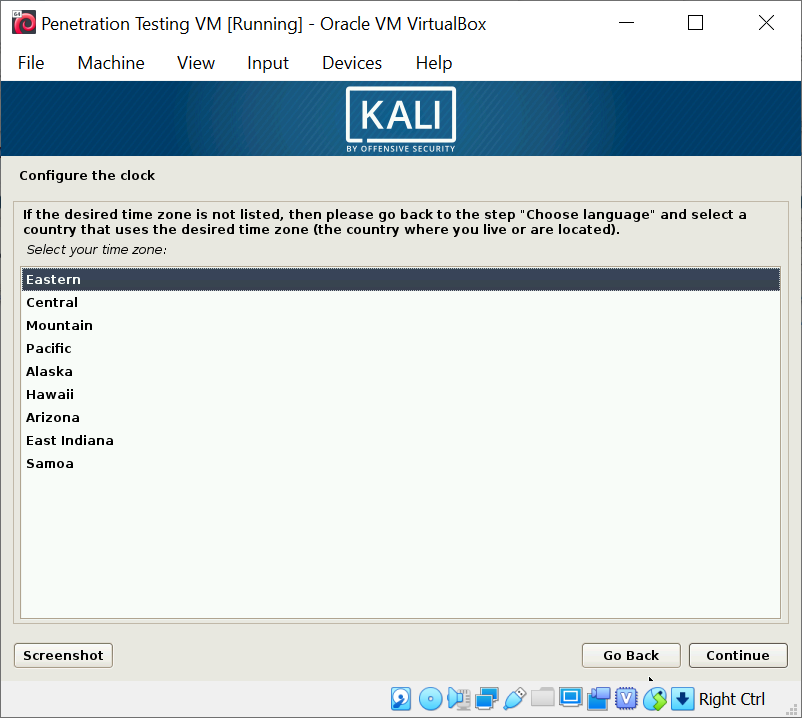 Penetration Testing VM [Running] - Oracle VM VirtualBox
File Machine View Input Devices Help
KALI
BY OFFENSIVE SECURITY
Configure the clock
If the desired time zone is not listed, then please go back to the step "Choose language" and select a
country that uses the desired time zone (the country where you live or are located).
Select your time zone:
Eastern
Central
Mountain
Pacific
Alaska
Hawaii
Arizona
East Indiana
Samoa
Screenshot Go Back Continue
Right Ctrl